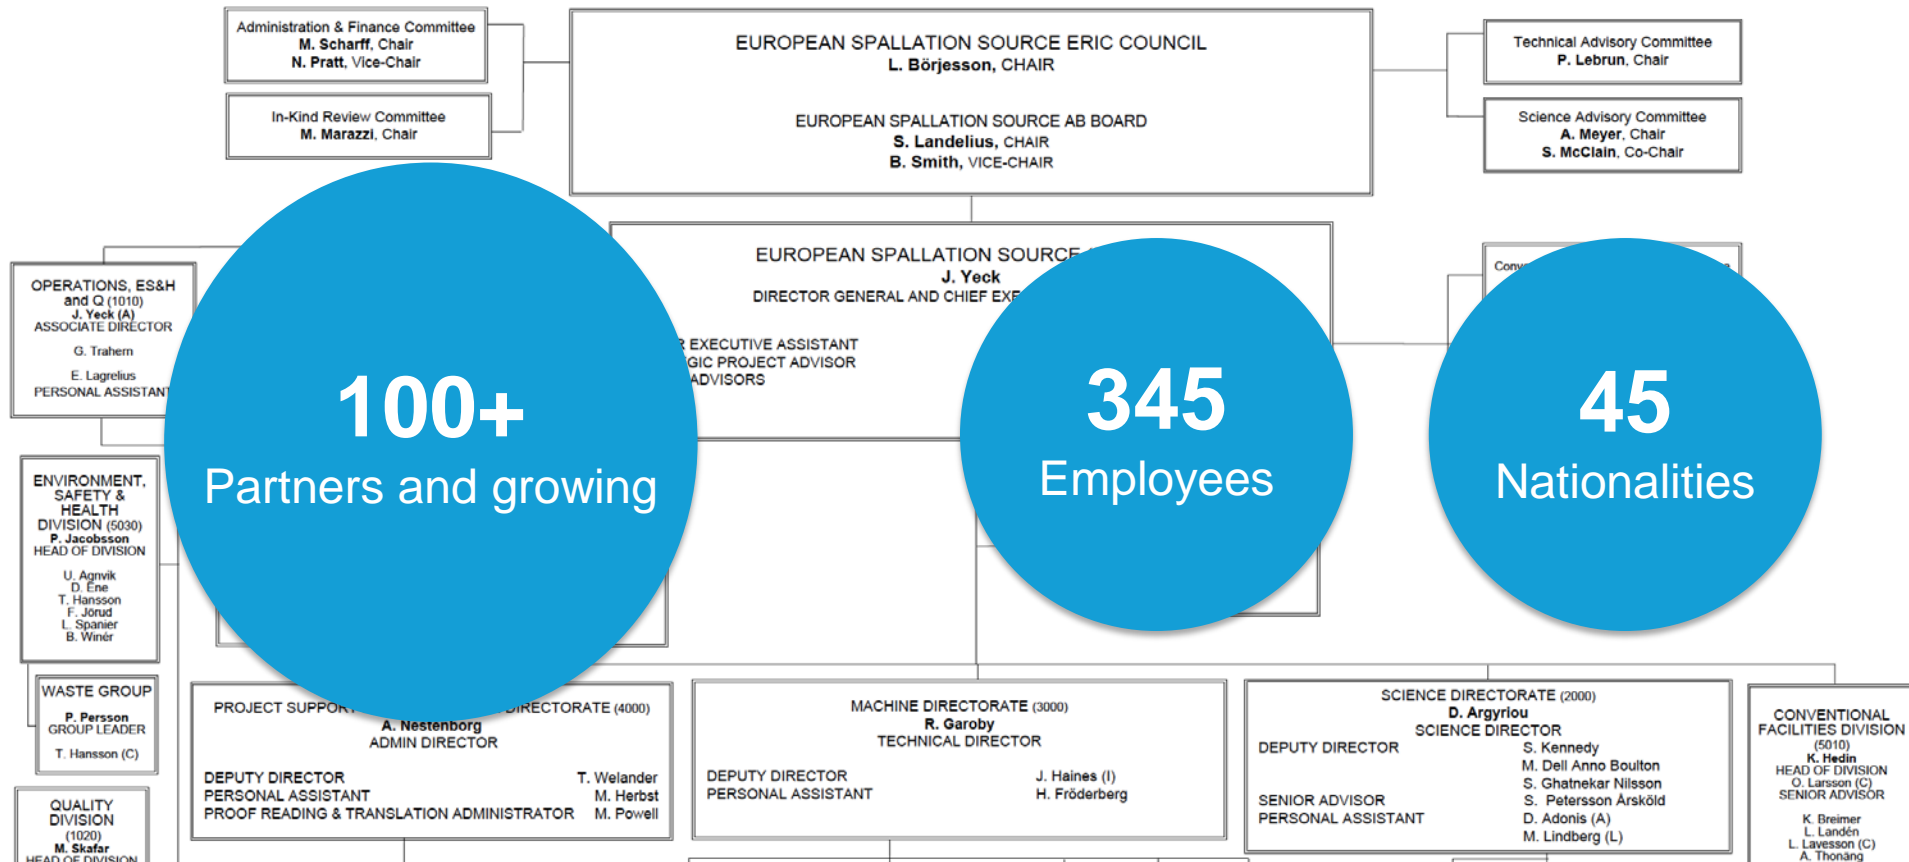 Administration & Finance Committee
M. Scharff, Chair
N. Pratt, Vice-Chair
In-Kind Review Committee
M. Marazzi, Chair
EUROPEAN SPALLATION SOURCE ERIC COUNCIL
L. Börjesson, CHAIR
EUROPEAN SPALLATION SOURCE AB BOARD
S. Landelius, CHAIR
B. Smith, VICE-CHAIR
Technical Advisory Committee
P. Lebrun, Chair
Science Advisory Committee
A. Meyer, Chair
S. McClain, Co-Chair
EUROPEAN SPALLATION SOURCE
J. Yeck
DIRECTOR GENERAL AND CHIEF
EXECUTIVE ASSISTANT
PROJECT ADVISOR
ADVISORS
OPERATIONS, ES&H
and Q (1010)
J. Yeck (A)
ASSOCIATE DIRECTOR
G. Trahern
E. Lagrelius
PERSONAL ASSISTANT
100+
Partners and growing
345
Employees
45
Nationalities
ENVIRONMENT,
SAFETY &
HEALTH
DIVISION (5030)
P. Jacobsson
HEAD OF DIVISION
U. Agnvik
D. Ene
T. Hansson
F. Jörud
L. Spanier
B. Winér
WASTE GROUP
P. Persson
GROUP LEADER
T. Hansson (C)
QUALITY
DIVISION
(1020)
M. Skafar
HEAD OF DIVISION
PROJECT SUPPORT DIRECTORATE (4000)
A. Nestenborg
ADMIN DIRECTOR
DEPUTY DIRECTOR T. Welander
PERSONAL ASSISTANT M. Herbst
PROOF READING & TRANSLATION ADMINISTRATOR M. Powell
MACHINE DIRECTORATE (3000)
R. Garoby
TECHNICAL DIRECTOR
DEPUTY DIRECTOR J. Haines (I)
PERSONAL ASSISTANT H. Fröderberg
SCIENCE DIRECTORATE (2000)
D. Argyriou
SCIENCE DIRECTOR
DEPUTY DIRECTOR S. Kennedy
M. Dell Anno Boulton
S. Ghatnekar Nilsson
SENIOR ADVISOR S. Petersson Årsköld
PERSONAL ASSISTANT D. Adonis (A)
M. Lindberg (L)
CONVENTIONAL
FACILITIES DIVISION
(5010)
K. Hedin
HEAD OF DIVISION
O. Larsson (C)
SENIOR ADVISOR
K. Breimer
L. Landén
L. Lavesson (C)
A. Thonäng